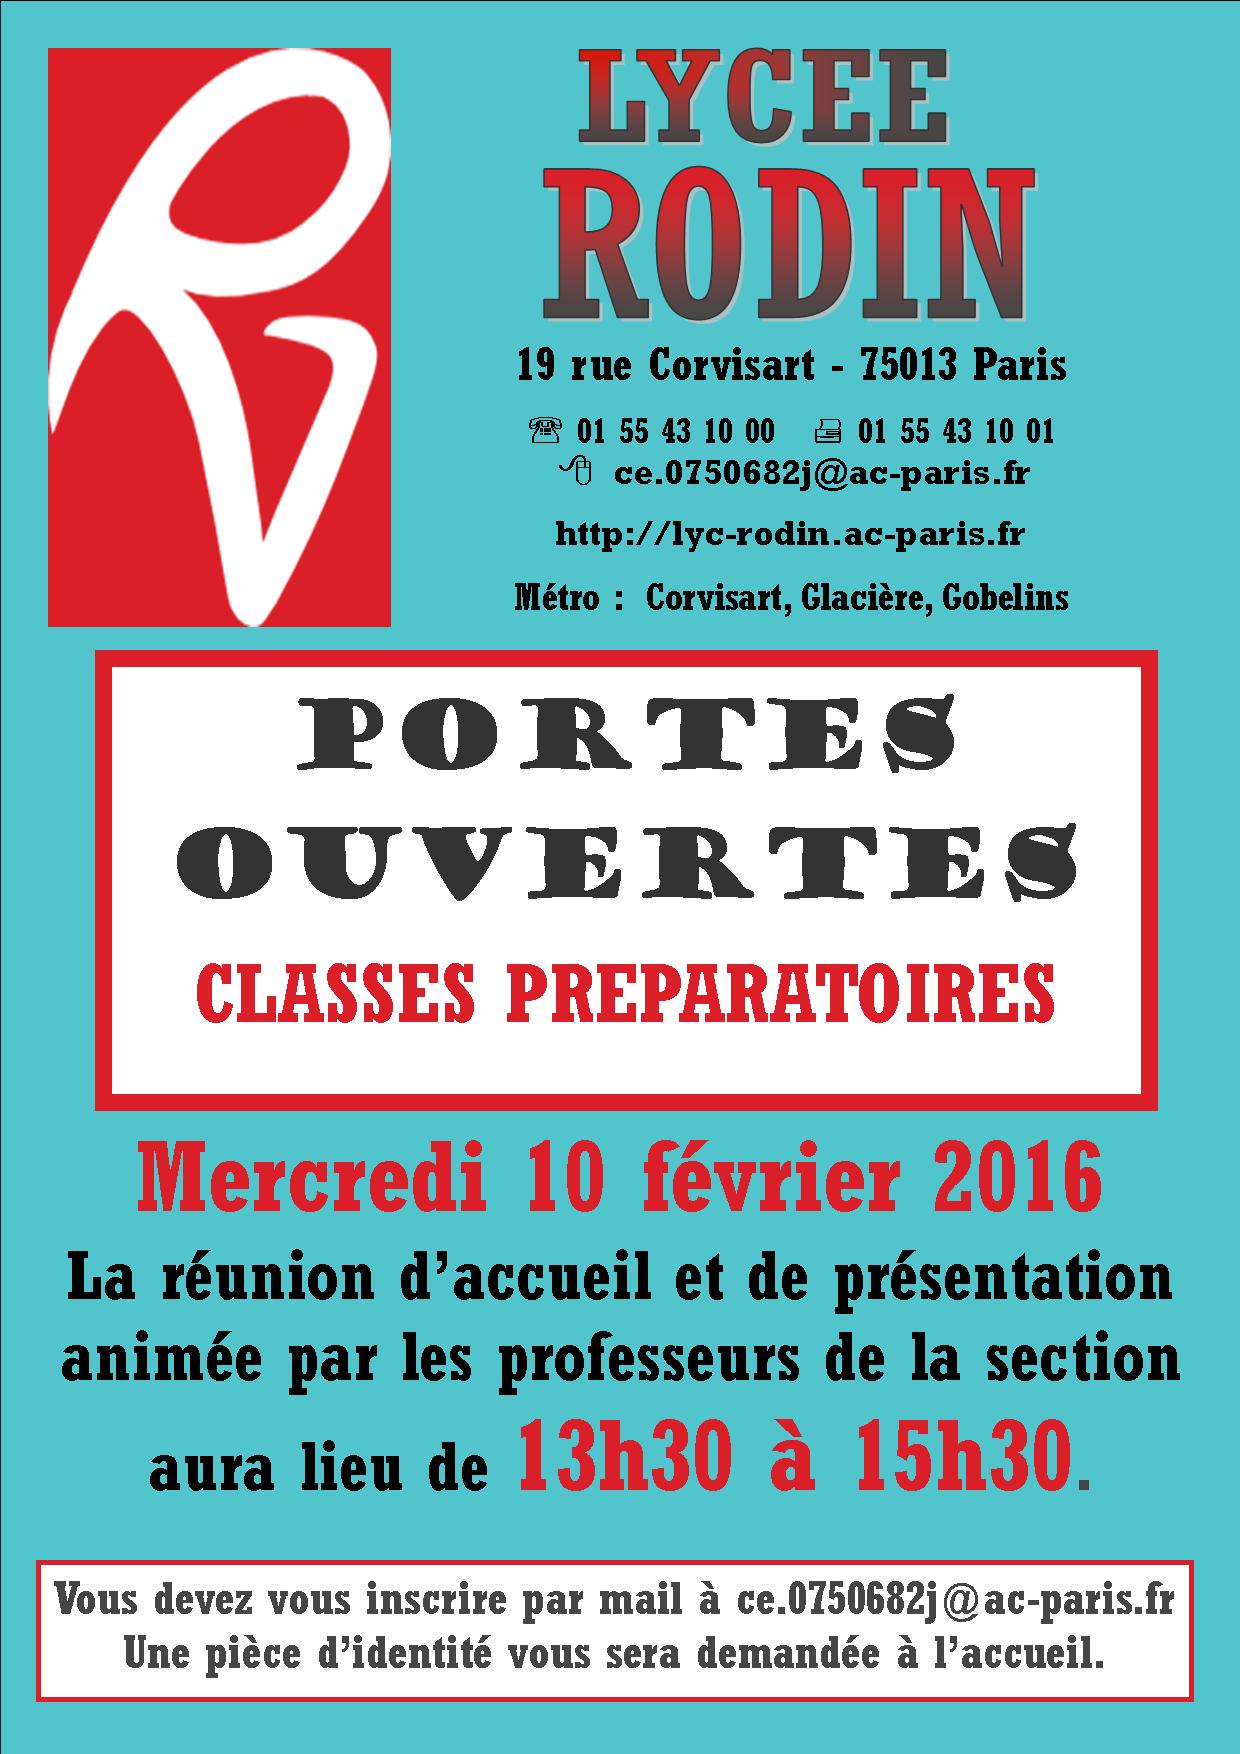 LYCEE
RODIN
19 rue Corvisart - 75013 Paris
☏ 01 55 43 10 00 🖷 01 55 43 10 01
ce.0750682j@ac-paris.fr
http://lyc-rodin.ac-paris.fr
Métro : Corvisart, Glacière, Gobelins
PORTES
OUVERTES
CLASSES PREPARATOIRES
Mercredi 10 février 2016
La réunion d’accueil et de présentation
animée par les professeurs de la section
aura lieu de 13h30 à 15h30.
Vous devez vous inscrire par mail à ce.0750682j@ac-paris.fr
Une pièce d’identité vous sera demandée à l’accueil.